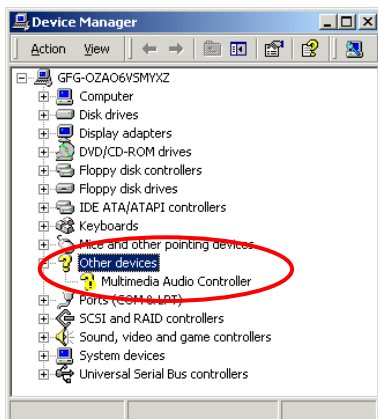 Device Manager
Action View
GFG-OZAO6VSMYXZ
Computer
Disk drives
Display adapters
DVD/CD-ROM drives
Floppy disk controllers
Floppy disk drives
IDE ATA/ATAPI controllers
Keyboards
Mice and other pointing devices
Other devices
Multimedia Audio Controller
Ports (COM & LPT)
SCSI and RAID controllers
Sound, video and game controllers
System devices
Universal Serial Bus controllers